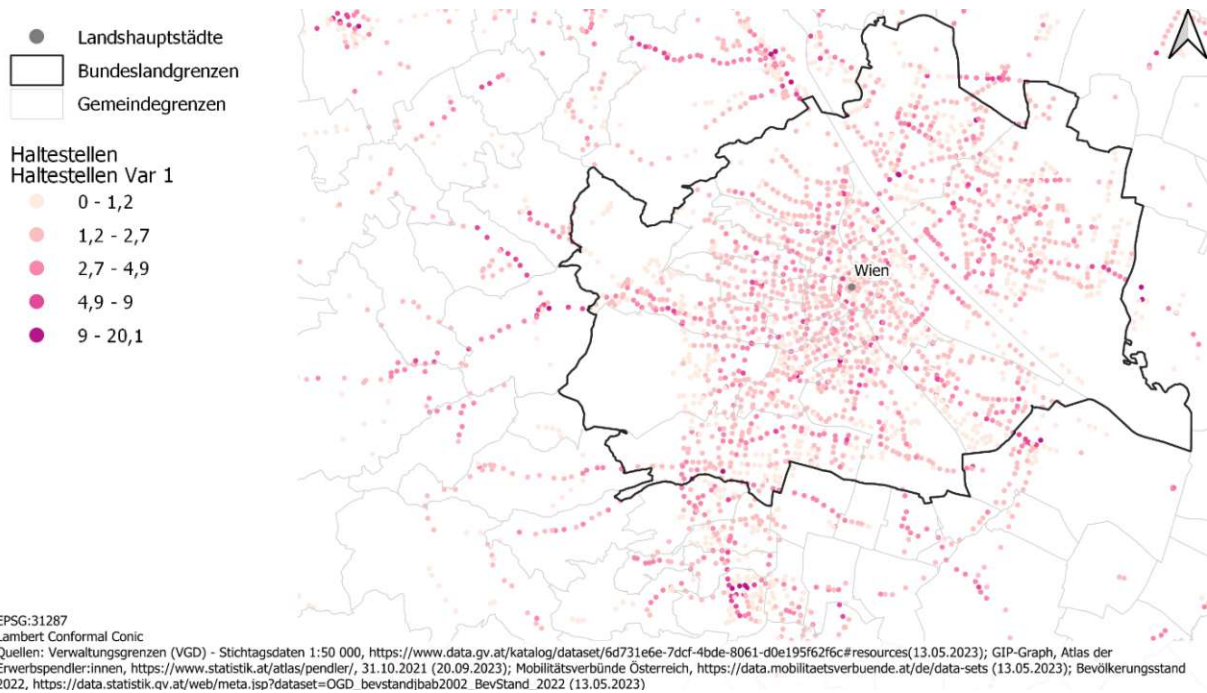 Landshauptstädte
Bundeslandgrenzen
Gemeindegrenzen
Haltestellen
Haltestellen Var 1
0 - 1,2
1,2 - 2,7
2,7 - 4,9
4,9 - 9
9 - 20,1
Wien
EPSG:31287
Lambert Conformal Conic
Quellen: Verwaltungsgrenzen (VGD) - Stichtagsdaten 1:50 000, https://www.data.gv.at/katalog/dataset/6d731e6e-7dcf-4bde-8061-d0e195f62f6c#resources(13.05.2023); GIP-Graph, Atlas der
Erwerbspendler:innen, https://www.statistik.at/atlas/pendler/, 31.10.2021 (20.09.2023); Mobilitätsverbünde Österreich, https://data.mobilitaetsverbuende.at/de/data-sets (13.05.2023); Bevölkerungsstand
2022, https://data.statistik.gv.at/web/meta.jsp?dataset=OGD_bevstandjbab2002_BevStand_2022 (13.05.2023)